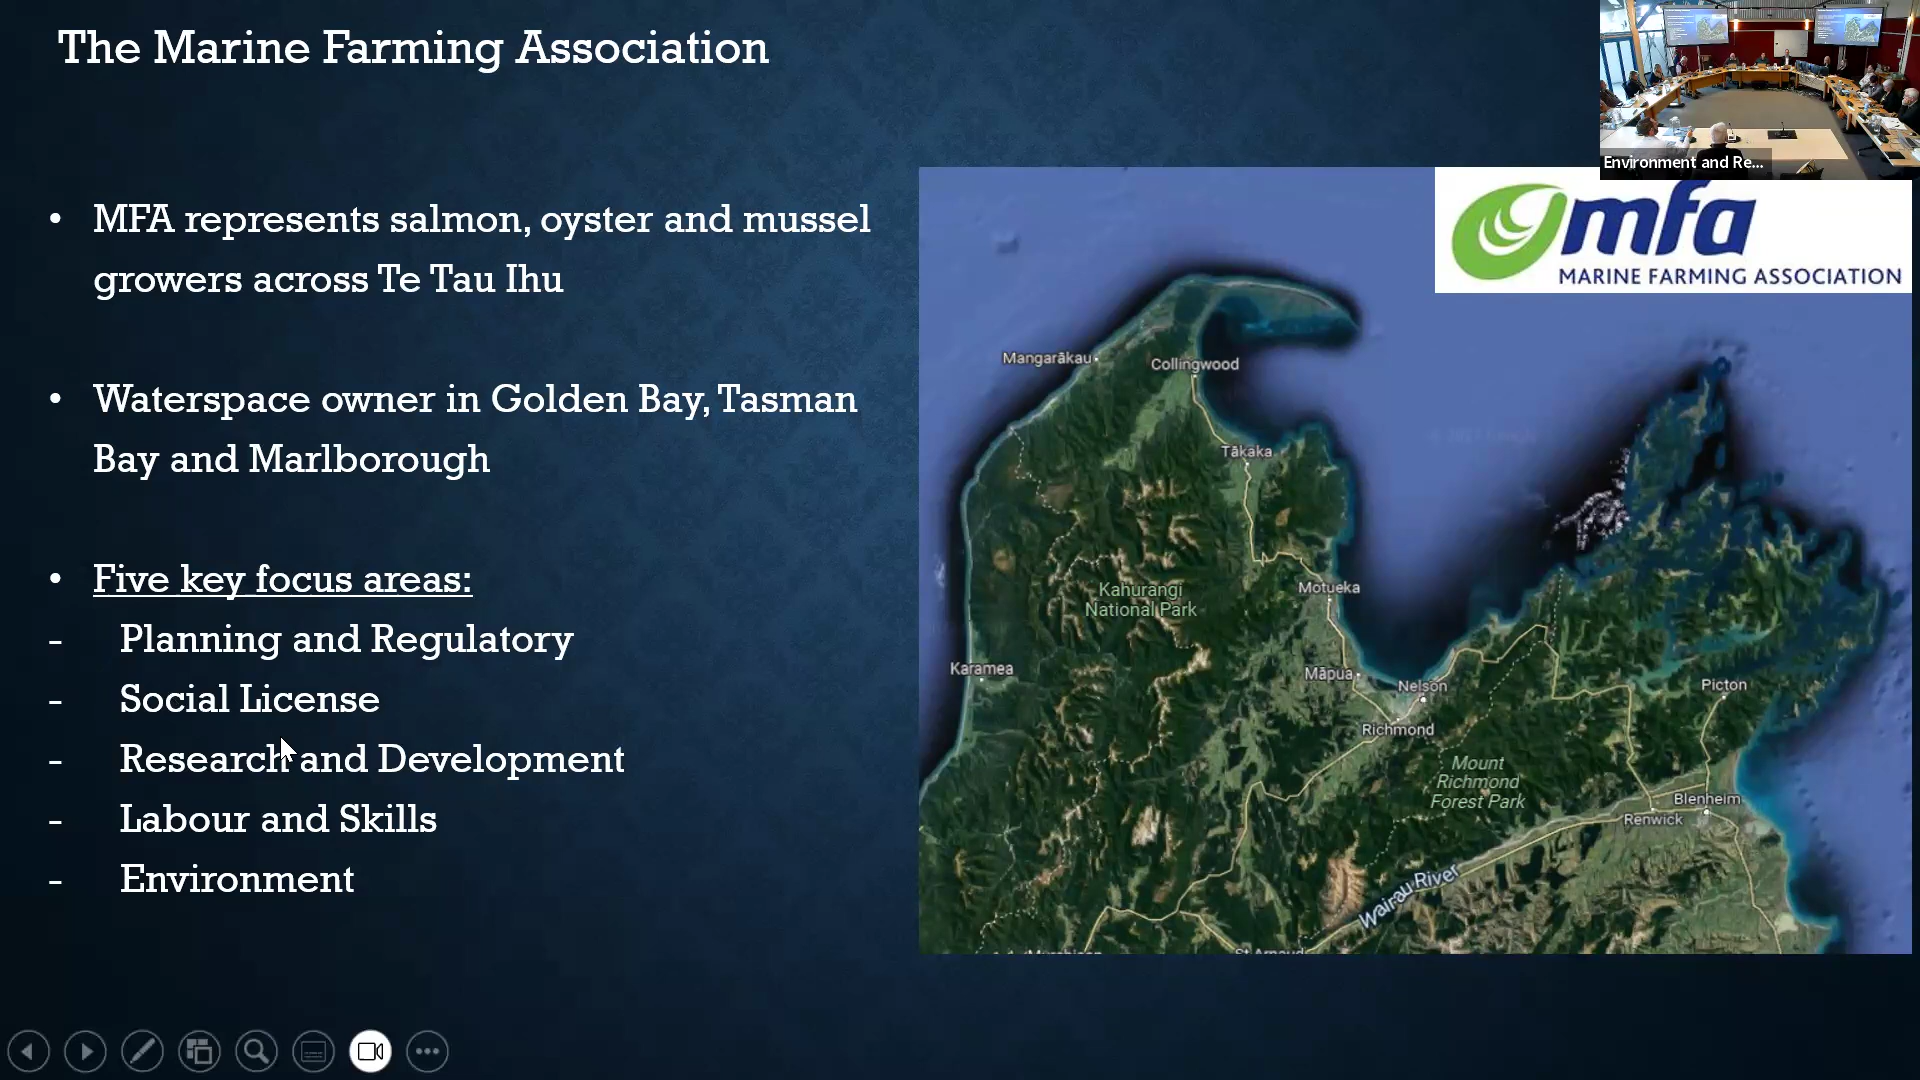 The Marine Farming Association
Environment and Re...
• MFA represents salmon, oyster and mussel
growers across Te Tau Ihu
• Waterspace owner in Golden Bay, Tasman
Bay and Marlborough
• Five key focus areas:
- Planning and Regulatory
- Social License
- Research and Development
- Labour and Skills
- Environment
mfa
MARINE FARMING ASSOCIATION
Mangarākau
Collingwood
Tākaka
Kahurangi
National Park
Motueka
Karamea
Māpua
Nelson
Richmond
Picton
Mount
Richmond
Forest Park
Blenheim
Renwick
Wairau River